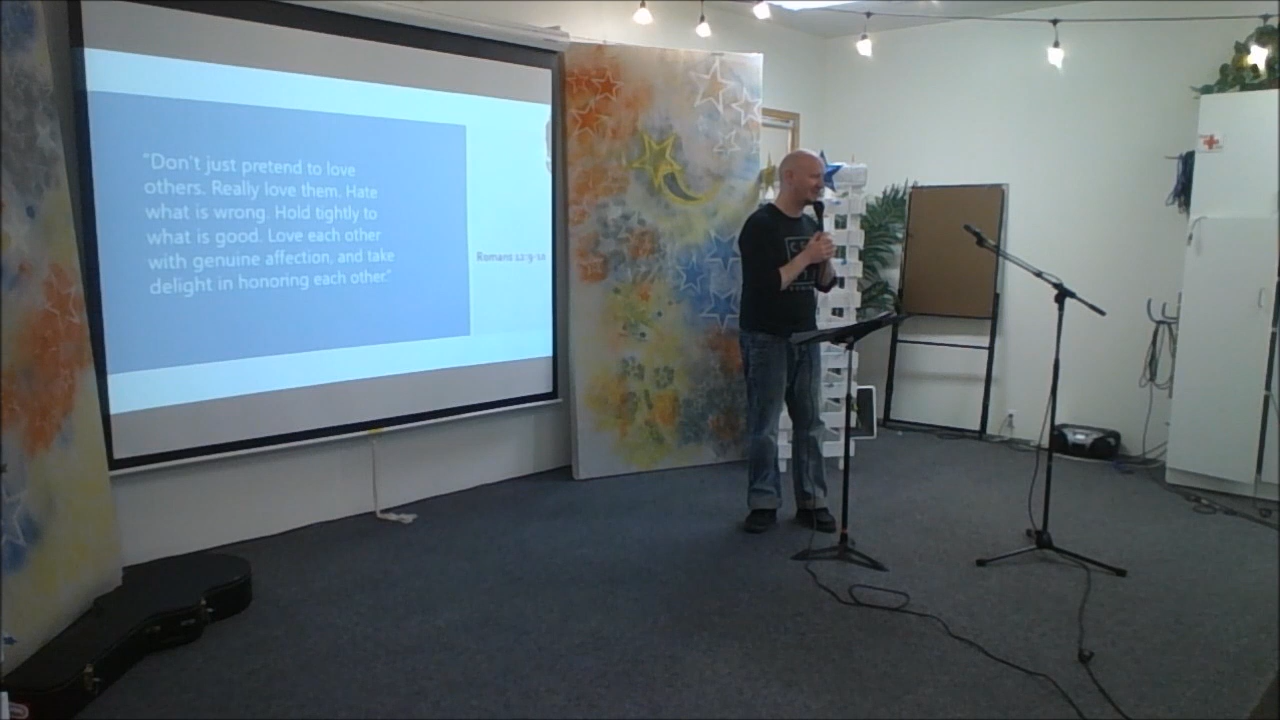 "Don't just pretend to love
others. Really love them. Hate
what is wrong. Hold tightly to
what is good. Love each other
with genuine affection, and take
delight in honoring each other."
Romans 12:9-10